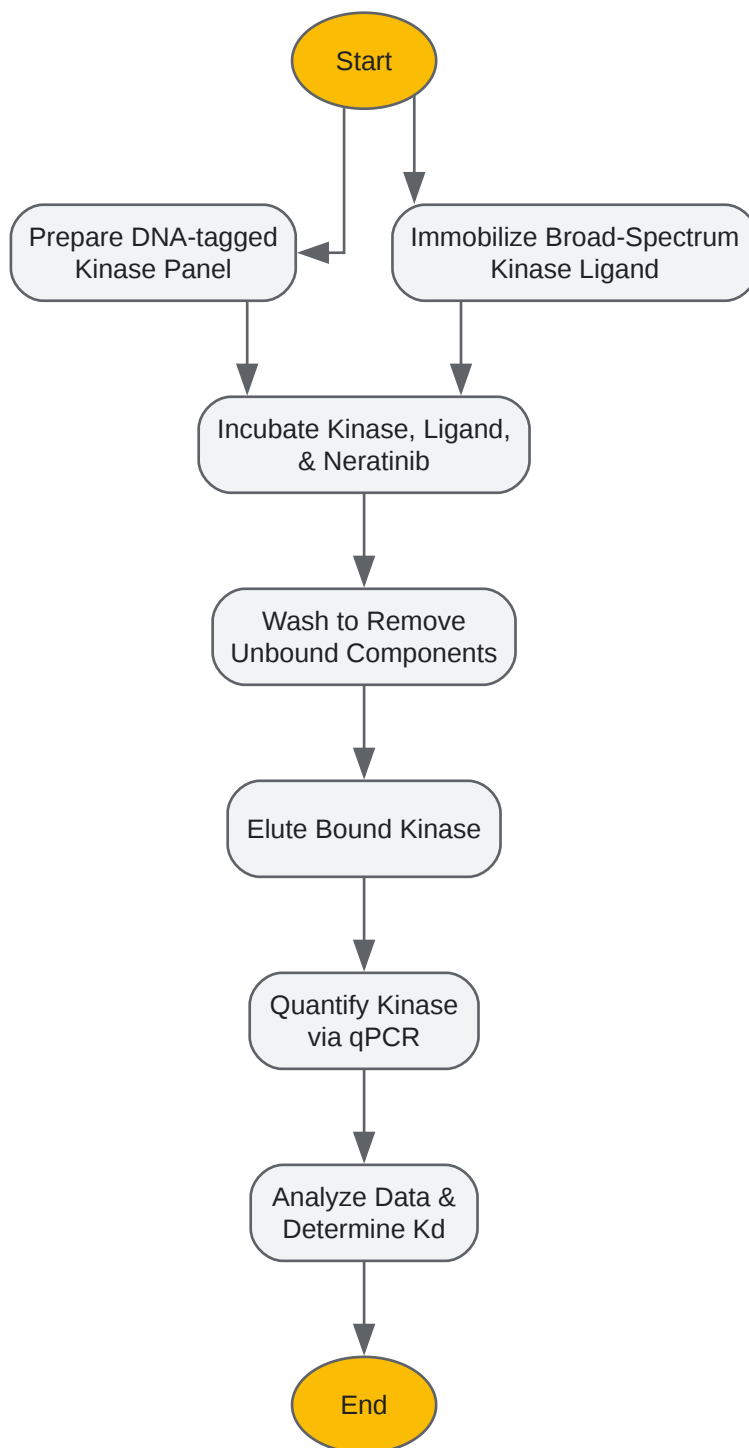 Start
Prepare DNA-tagged
Kinase Panel
Immobilize Broad-Spectrum
Kinase Ligand
Incubate Kinase, Ligand,
& Neratinib
Wash to Remove
Unbound Components
Elute Bound Kinase
Quantify Kinase
via qPCR
Analyze Data &
Determine Kd
End